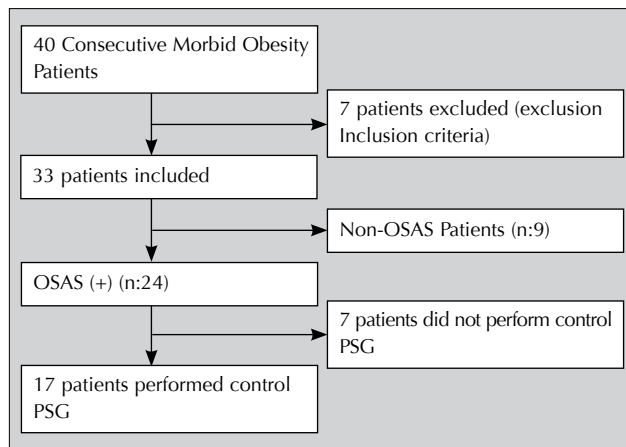 40 Consecutive Morbid Obesity
Patients
7 patients excluded (exclusion
Inclusion criteria)
33 patients included
Non-OSAS Patients (n:9)
OSAS (+) (n:24)
7 patients did not perform control
PSG
17 patients performed control
PSG